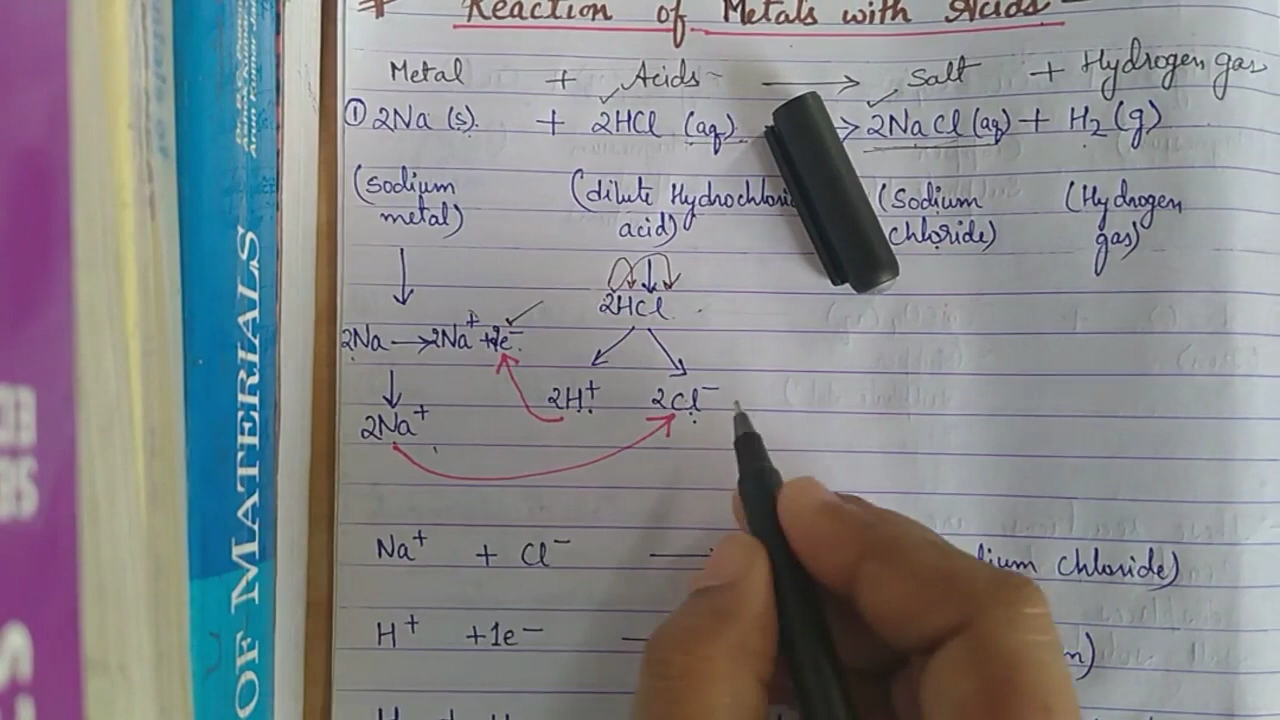 Reaction of Metals with Acids
Metal + Acids → Salt + Hydrogen gas
① 2Na (s) + 2HCl (aq) → 2NaCl (aq) + H₂ (g)
(Sodium metal) (dilute Hydrochloric acid) (Sodium chloride) (Hydrogen gas)
2HCl
2Na → 2Na⁺ + 2e⁻
2H⁺ 2Cl⁻
2Na⁺
Na⁺ + Cl⁻ → chloride)
H⁺ + 1e⁻ →
OF MATERIALS